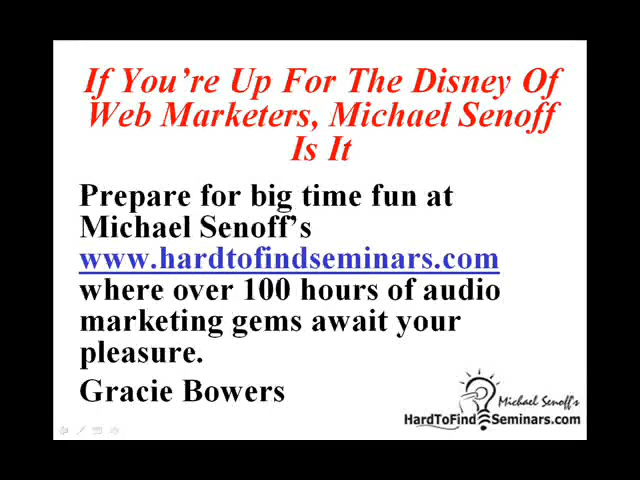 If You're Up For The Disney Of
Web Marketers, Michael Senoff
Is It
Prepare for big time fun at
Michael Senoff's
www.hardtofindseminars.com
where over 100 hours of audio
marketing gems await your
pleasure.
Gracie Bowers
Michael Senoff's
HardToFindSeminars.com